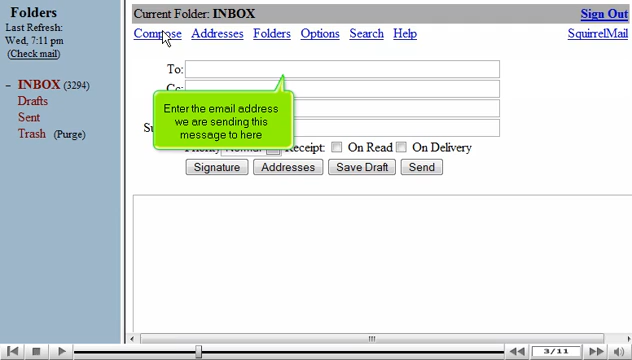 Folders
Last Refresh:
Wed, 7:11 pm
(Check mail)
– INBOX (3294)
Drafts
Sent
Trash (Purge)
Current Folder: INBOX Sign Out
Compose Addresses Folders Options Search Help SquirrelMail
To:
Cc:
Enter the email address
we are sending this
message to here
Su
Receipt: On Read On Delivery
Signature Addresses Save Draft Send
3/11